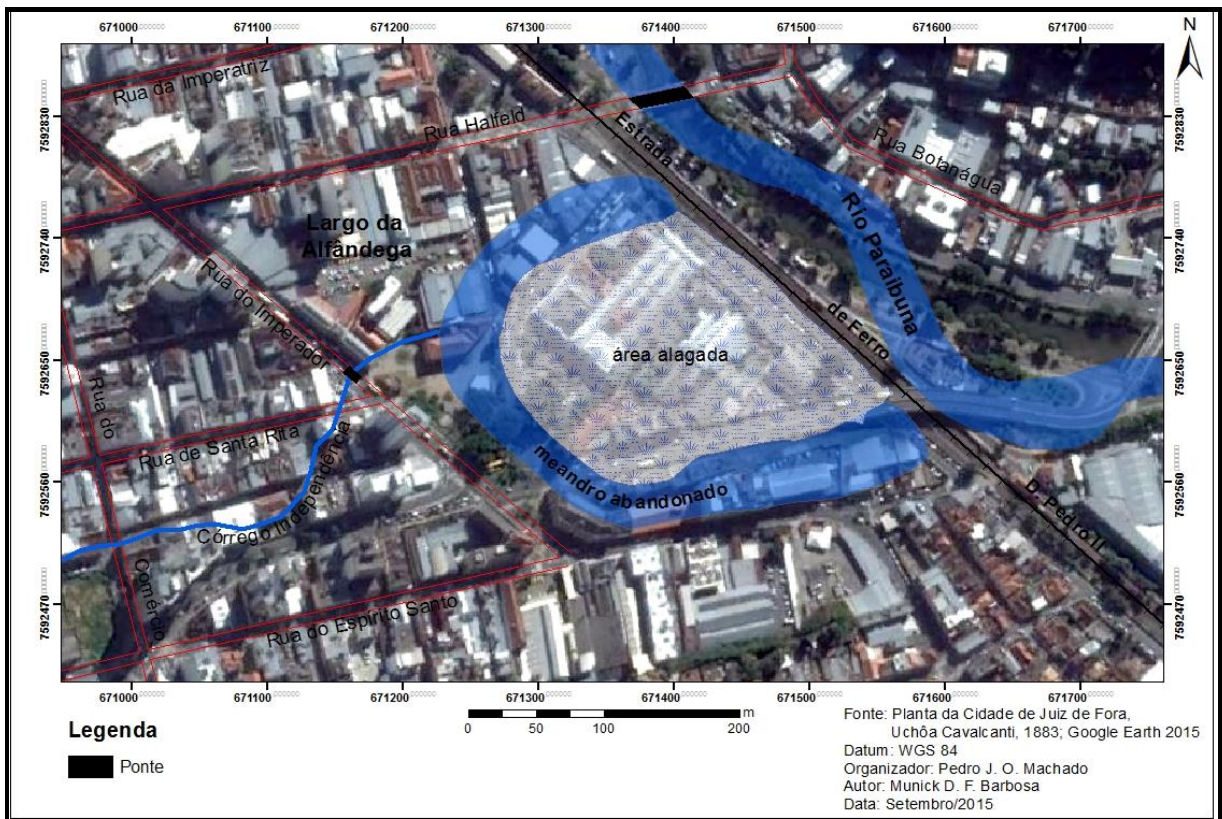 671000 671100 671200 671300 671400 671500 671600 671700
N
Rua da Imperatriz
Rua Halfeld
Estrada
Rua Botanágua
7592830
7592830
Largo da
Alfândega
Rio Paraibuna
7592740
7592740
Rua do Imperador
de Ferro
área alagada
7592650
7592650
Rua do
Rua de Santa Rita
meandro abandonado
Córrego Independência
D. Pedro II
7592560
7592560
Comércio
Rua do Espírito Santo
7592470
7592470
671000 671100 671200 671300 671400 671500 671600 671700
Legenda
Ponte
0 50 100 200 m
Fonte: Planta da Cidade de Juiz de Fora,
Uchôa Cavalcanti, 1883; Google Earth 2015
Datum: WGS 84
Organizador: Pedro J. O. Machado
Autor: Munick D. F. Barbosa
Data: Setembro/2015